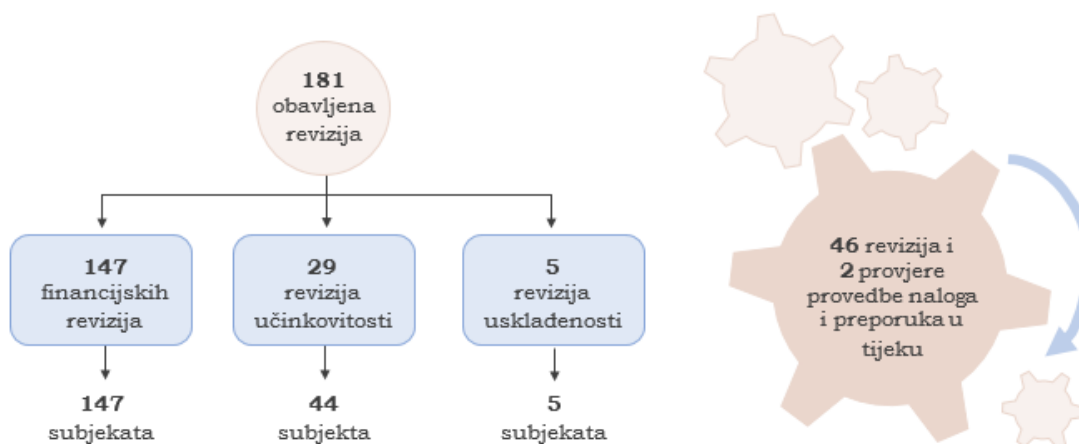 181
obavljena
revizija
147
financijskih
revizija
29
revizija
učinkovitosti
5
revizija
usklađenosti
147
subjekata
44
subjekta
5
subjekata
46 revizija i
2 provjere
provedbe naloga
i preporuka u
tijeku